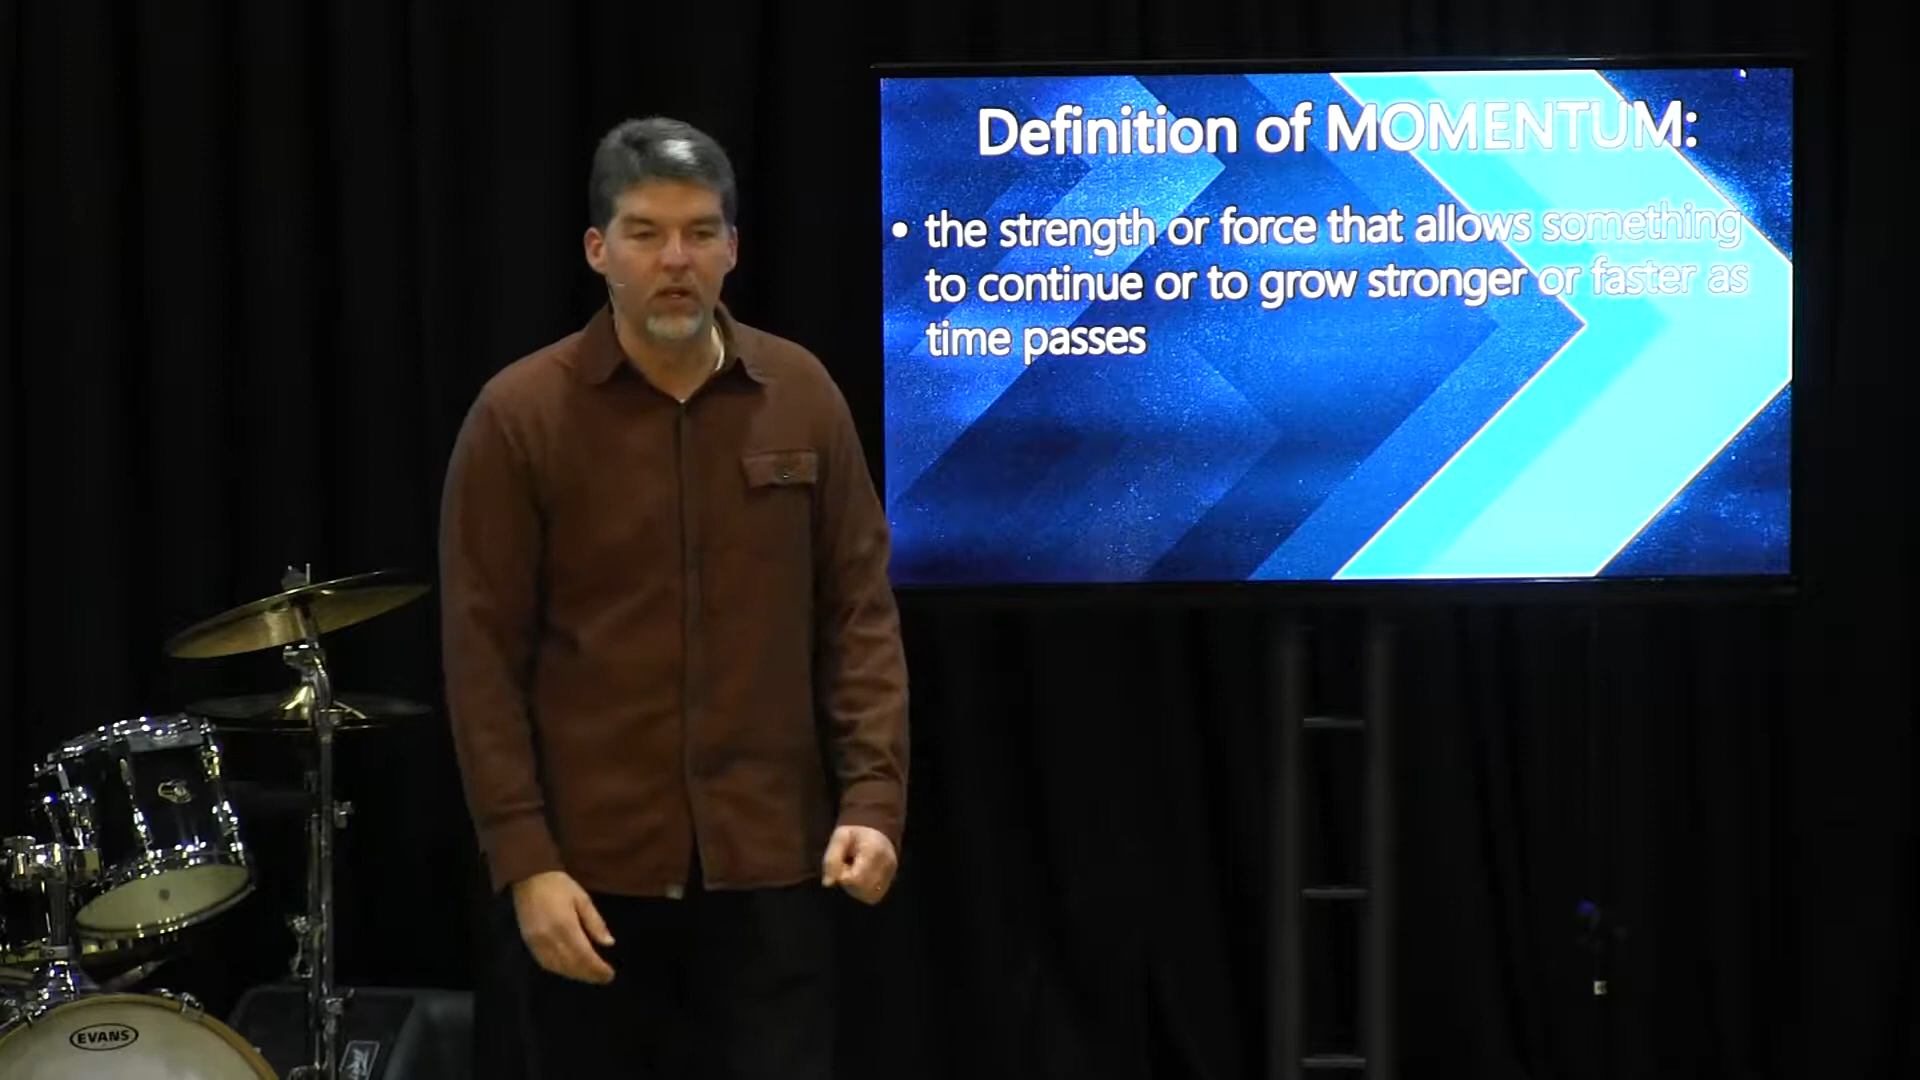 Definition of MOMENTUM:
• the strength or force that allows something
to continue or to grow stronger or faster as
time passes
EVANS